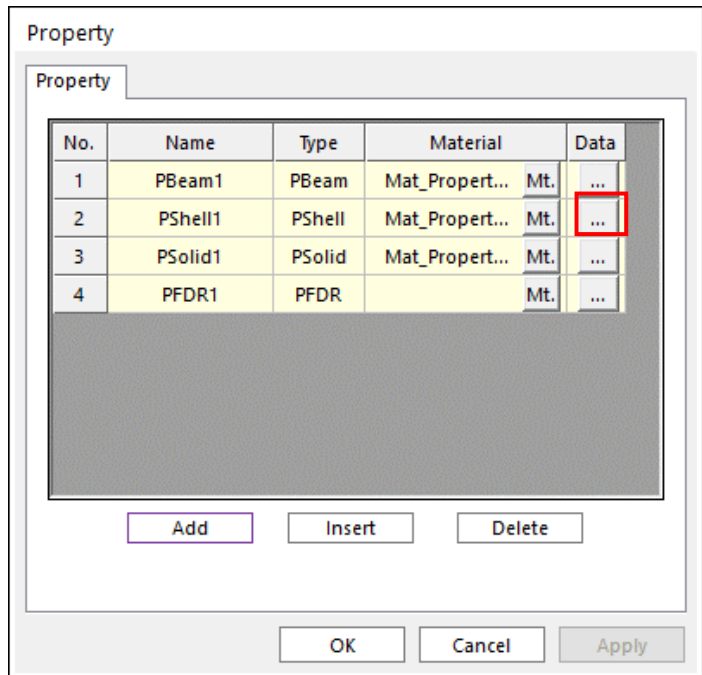 Property
Property
No. Name Type Material Data
1 PBeam1 PBeam Mat_Propert... Mt. ...
2 PShell1 PShell Mat_Propert... Mt. ...
3 PSolid1 PSolid Mat_Propert... Mt. ...
4 PFDR1 PFDR Mt. ...
Add Insert Delete
OK Cancel Apply